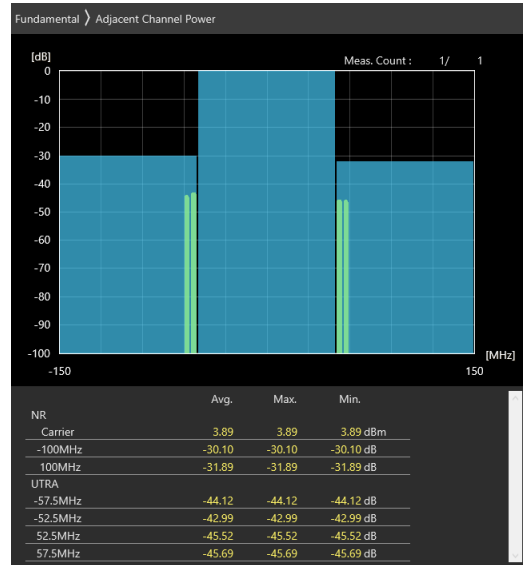 Fundamental 〉 Adjacent Channel Power
[dB]
Meas. Count : 1/ 1
0
-10
-20
-30
-40
-50
-60
-70
-80
-90
-100
[MHz]
-150 150
Avg. Max. Min.
NR
Carrier 3.89 3.89 3.89 dBm
-100MHz -30.10 -30.10 -30.10 dB
100MHz -31.89 -31.89 -31.89 dB
UTRA
-57.5MHz -44.12 -44.12 -44.12 dB
-52.5MHz -42.99 -42.99 -42.99 dB
52.5MHz -45.52 -45.52 -45.52 dB
57.5MHz -45.69 -45.69 -45.69 dB